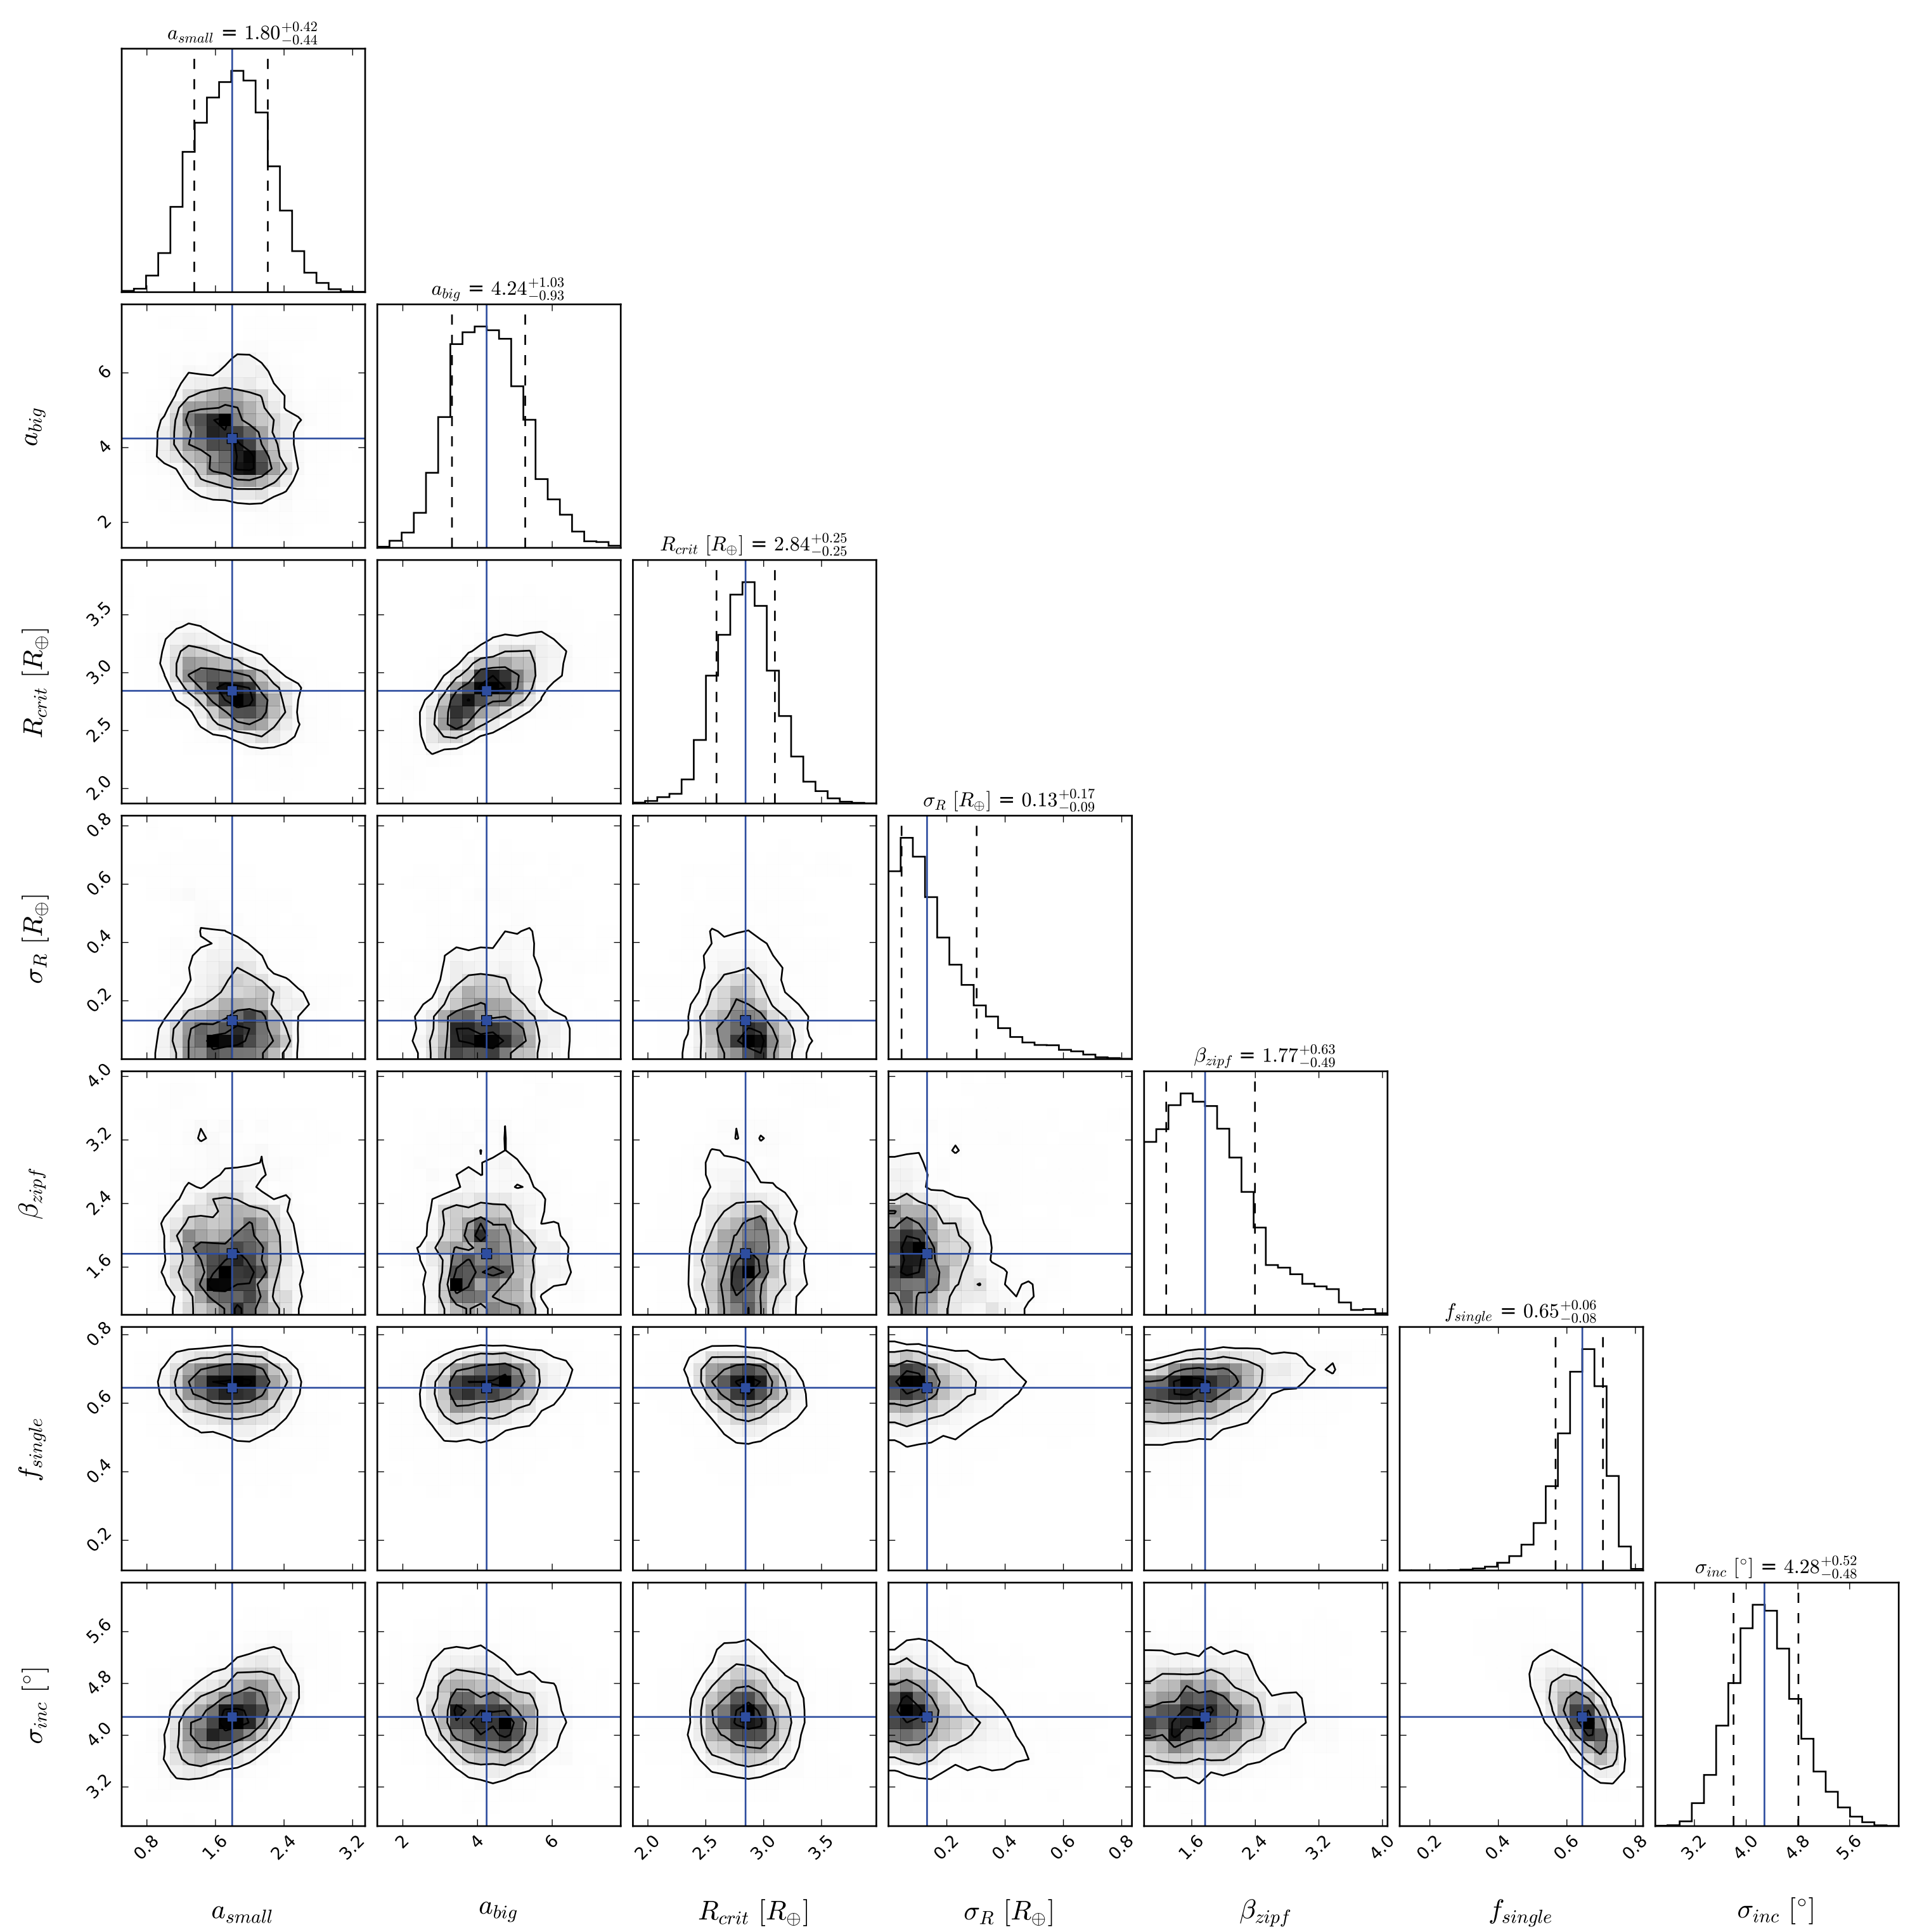 a_small = 1.80 +0.42 −0.44
a_big = 4.24 +1.03 −0.93
6
4
2
a_big
R_crit [R⊕] = 2.84 +0.25 −0.25
3.5
3.0
2.5
2.0
R_crit [R⊕]
σ_R [R⊕] = 0.13 +0.17 −0.09
0.8
0.6
0.4
0.2
σ_R [R⊕]
β_zipf = 1.77 +0.63 −0.49
4.0
3.2
2.4
1.6
β_zipf
f_single = 0.65 +0.06 −0.08
0.8
0.6
0.4
0.2
f_single
σ_inc [°] = 4.28 +0.52 −0.48
5.6
4.8
4.0
3.2
σ_inc [°]
0.8 1.6 2.4 3.2 2 4 6 2.0 2.5 3.0 3.5 0.2 0.4 0.6 0.8 1.6 2.4 3.2 4.0 0.2 0.4 0.6 0.8 3.2 4.0 4.8 5.6
a_small a_big R_crit [R⊕] σ_R [R⊕] β_zipf f_single σ_inc [°]